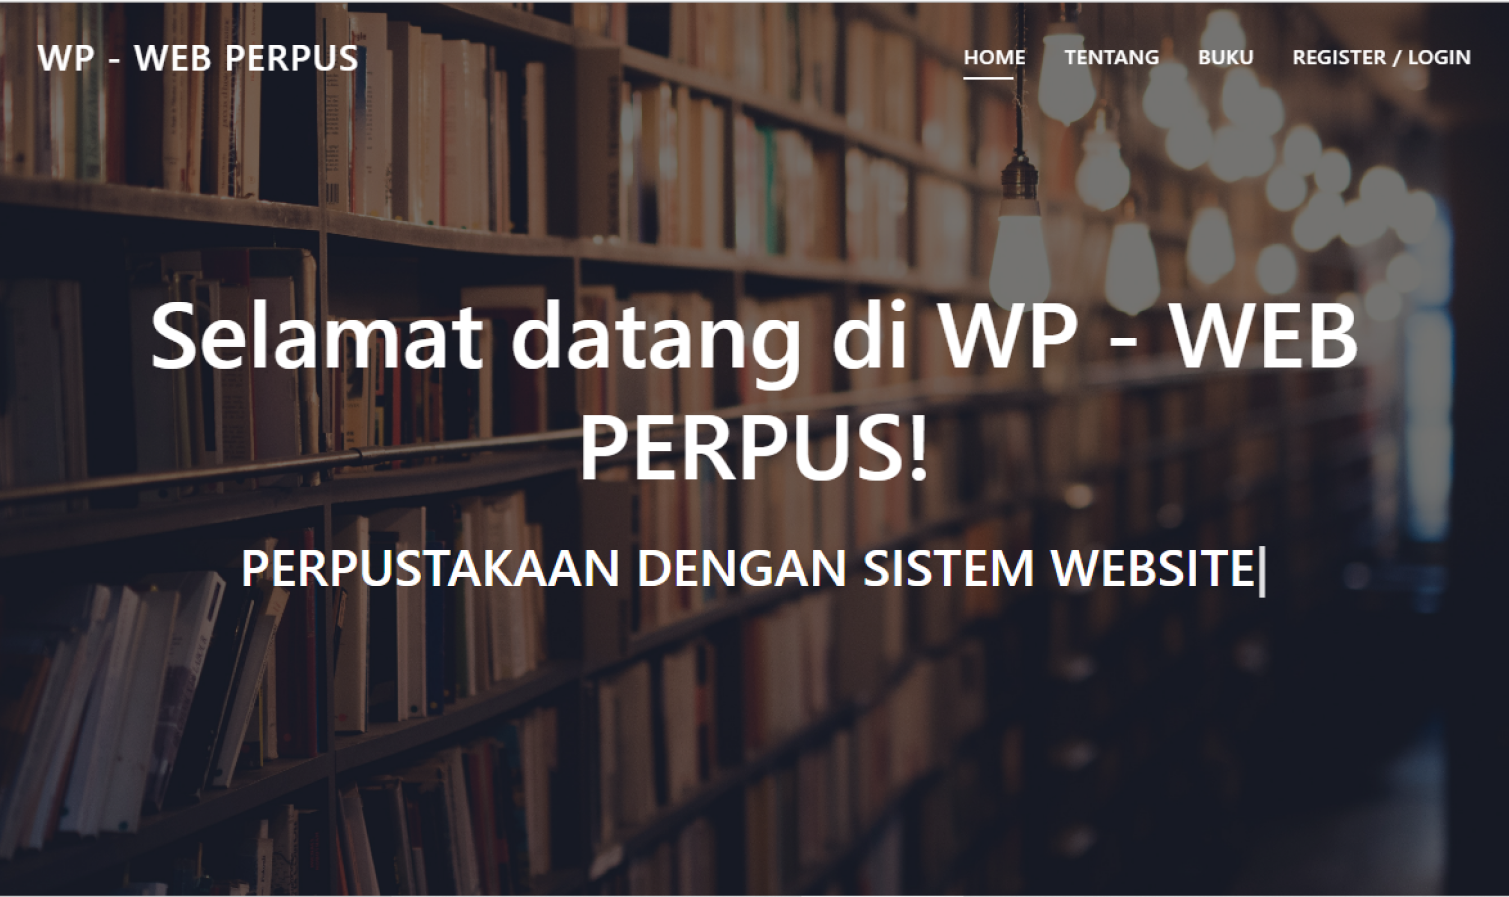 WP - WEB PERPUS
HOME TENTANG BUKU REGISTER / LOGIN
Selamat datang di WP - WEB
PERPUS!
PERPUSTAKAAN DENGAN SISTEM WEBSITE|